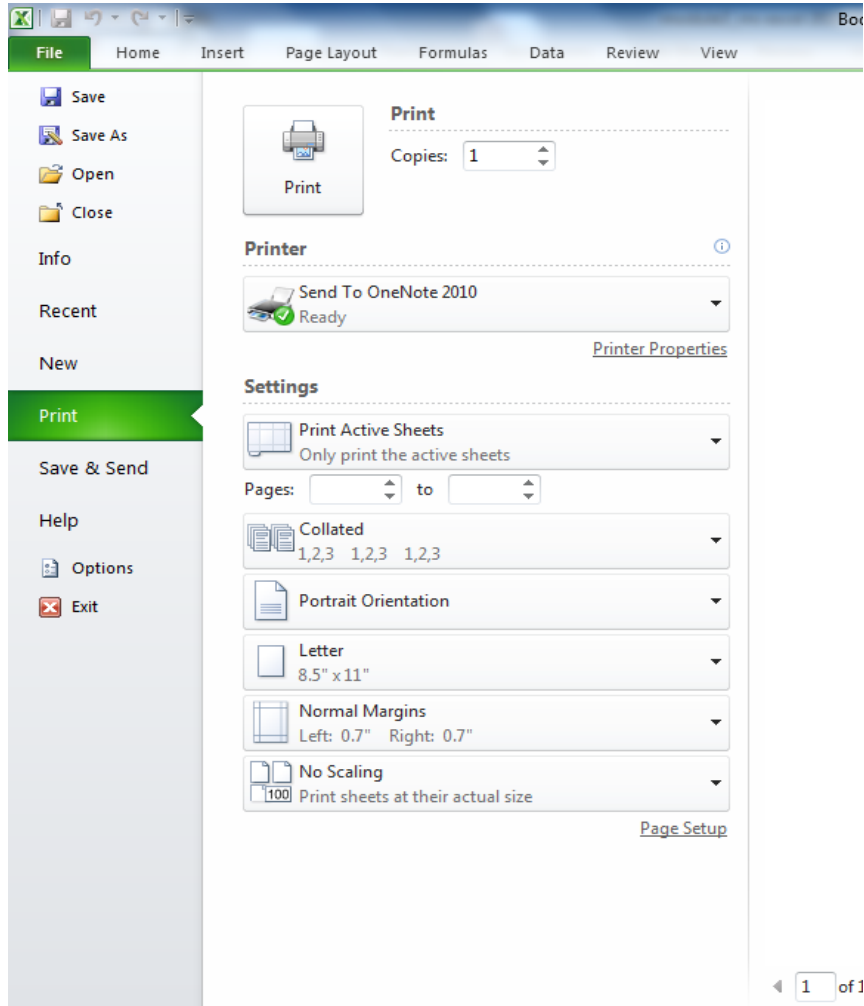 Boo
File Home Insert Page Layout Formulas Data Review View
Save
Save As
Open
Close
Info
Recent
New
Print
Save & Send
Help
Options
Exit
Print
Print
Copies: 1
Printer
Send To OneNote 2010
Ready
Printer Properties
Settings
Print Active Sheets
Only print the active sheets
Pages: to
Collated
1,2,3 1,2,3 1,2,3
Portrait Orientation
Letter
8.5" x 11"
Normal Margins
Left: 0.7" Right: 0.7"
No Scaling
100 Print sheets at their actual size
Page Setup
1 of 1